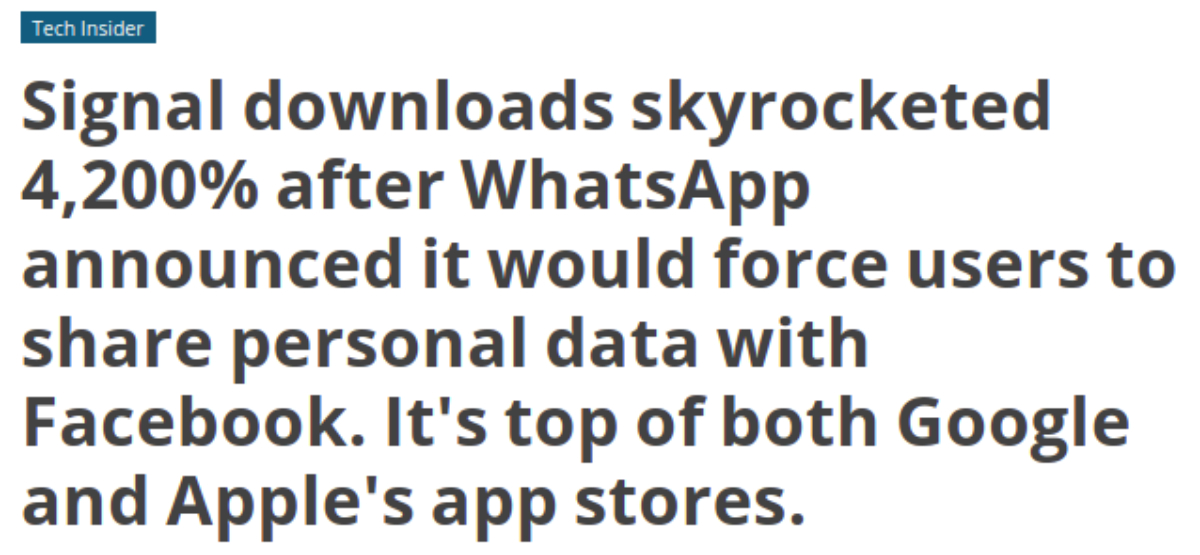 Tech Insider
Signal downloads skyrocketed
4,200% after WhatsApp
announced it would force users to
share personal data with
Facebook. It's top of both Google
and Apple's app stores.